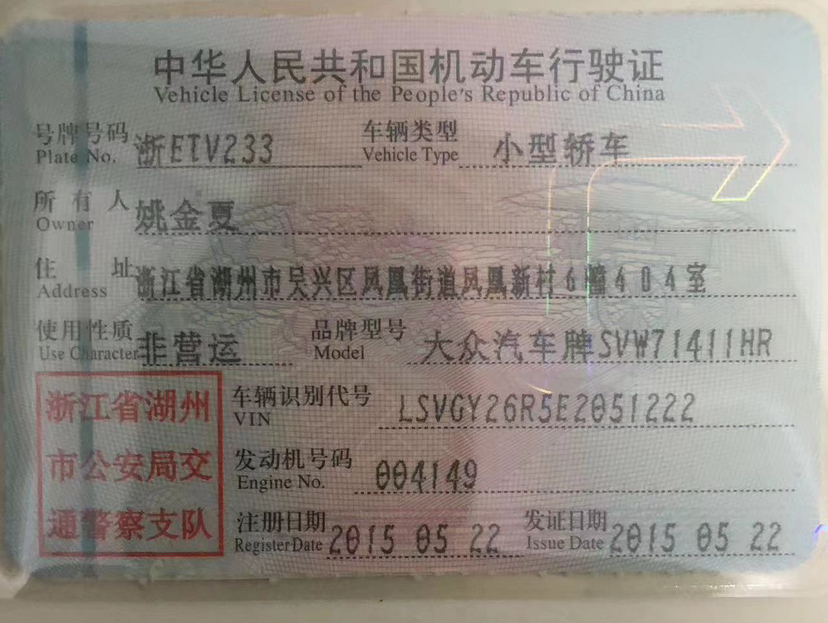 中华人民共和国机动车行驶证
Vehicle License of the People's Republic of China
号牌号码 浙ETV233 车辆类型 小型轿车
Plate No. Vehicle Type
所有人 姚金夏
Owner
住址 浙江省湖州市吴兴区凤凰街道凤凰新村6幢404室
Address
使用性质 非营运 品牌型号 大众汽车牌SVW71411HR
Use Character Model
浙江省湖州
市公安局交
通警察支队
车辆识别代号 LSVGY26R5E2051222
VIN
发动机号码 004149
Engine No.
注册日期 2015 05 22 发证日期 2015 05 22
Register Date Issue Date